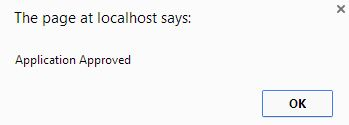 The page at localhost says:
Application Approved
OK